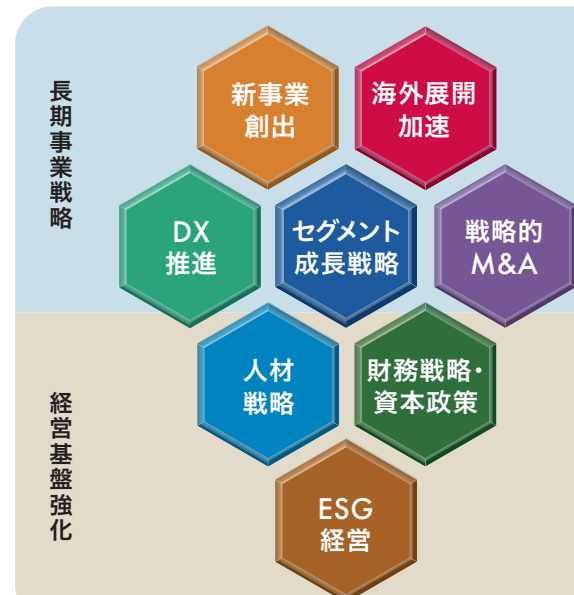 長期事業戦略
新事業
創出
海外展開
加速
DX
推進
セグメント
成長戦略
戦略的
M&A
経営基盤強化
人材
戦略
財務戦略・
資本政策
ESG
経営